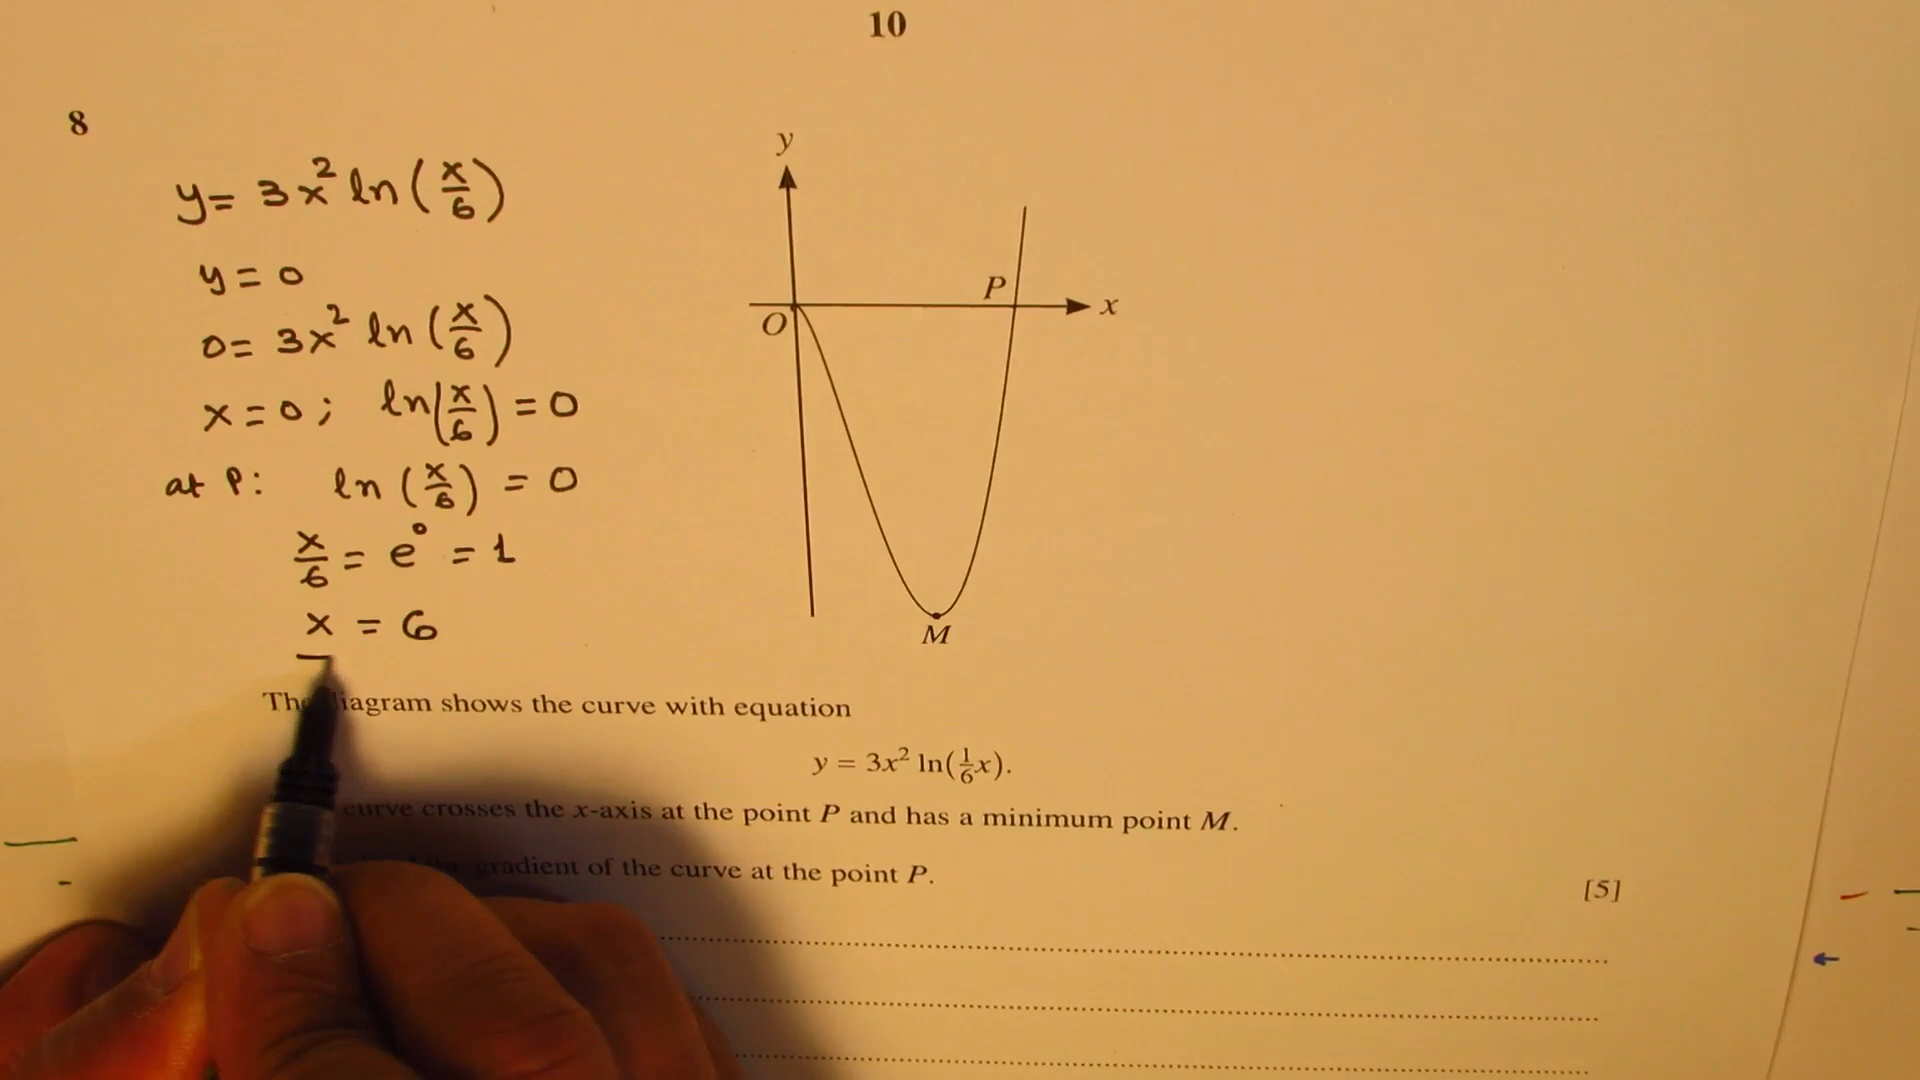 10
8
y = 3x² ln(x/6)
y = 0
0 = 3x² ln(x/6)
x = 0 ; ln(x/6) = 0
at P: ln(x/6) = 0
x/6 = e⁰ = 1
x = 6
y
P
x
O
M
The diagram shows the curve with equation
y = 3x² ln(⅙x).
curve crosses the x-axis at the point P and has a minimum point M.
gradient of the curve at the point P.
[5]